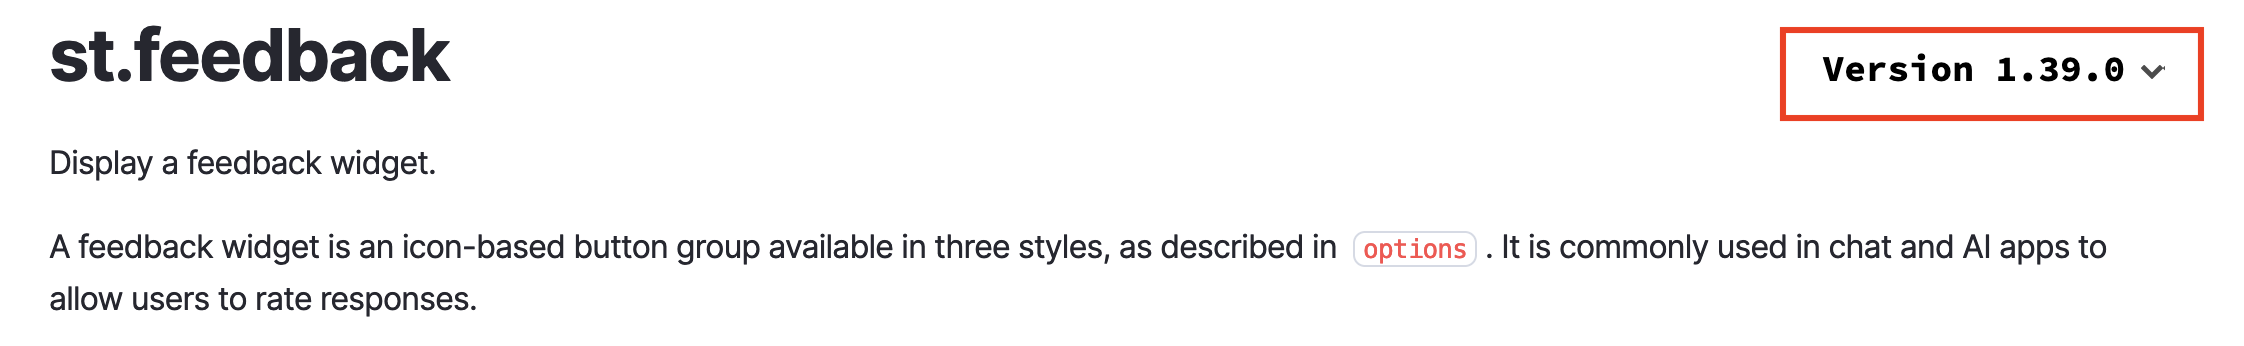 st.feedback
Version 1.39.0
Display a feedback widget.
A feedback widget is an icon-based button group available in three styles, as described in options . It is commonly used in chat and AI apps to
allow users to rate responses.